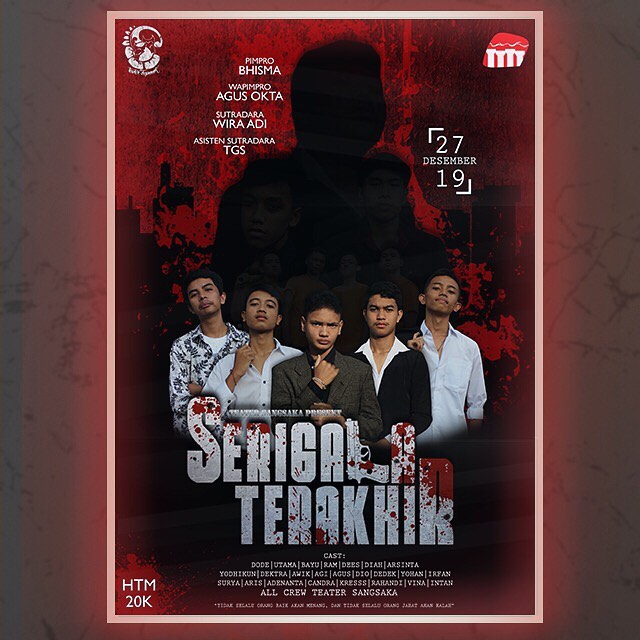 PIMPRO
BHISMA
WAPIMPRO
AGUS OKTA
SUTRADARA
WIRA ADI
ASISTEN SUTRADARA
TGS
27
DESEMBER
19
TEATER SANGSAKA PRESENT
SERIGALA
TERAKHIR
CAST:
DODE|UTAMA|BAYU|RAM|DEES|DIAH|ARSINTA
YODHIKUN|DEKTRA|AWIK|AGI|AGUS|DIO|DEDEK|YOHAN|IRFAN
SURYA|ARIS|ADENANTA|CANDRA|KRESSS|RAHANDI|VINA|INTAN
ALL CREW TEATER SANGSAKA
"TIDAK SELALU ORANG BAIK AKAN MENANG, DAN TIDAK SELALU ORANG JAHAT AKAN KALAH"
HTM
20K